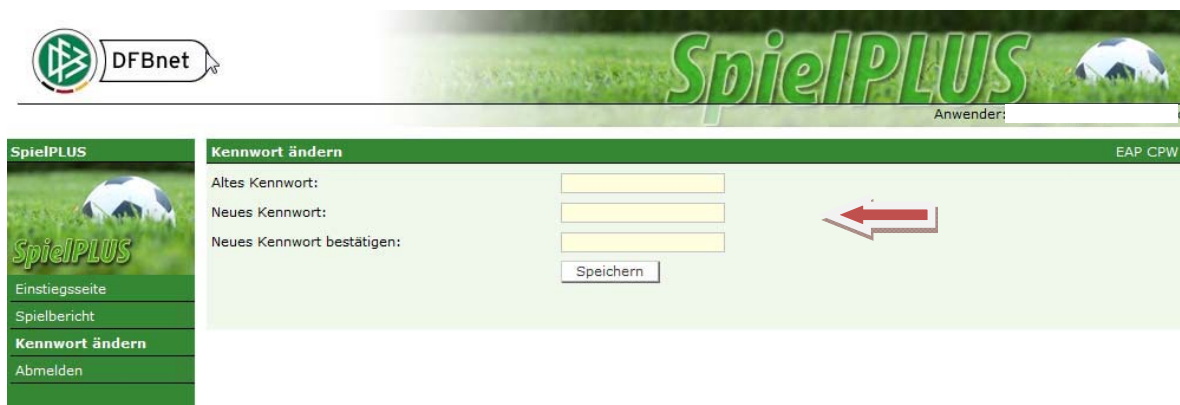 DFBnet
SpielPLUS
Anwender:
SpielPLUS
Kennwort ändern
EAP CPW
Altes Kennwort:
Neues Kennwort:
Neues Kennwort bestätigen:
Speichern
SpielPLUS
Einstiegsseite
Spielbericht
Kennwort ändern
Abmelden